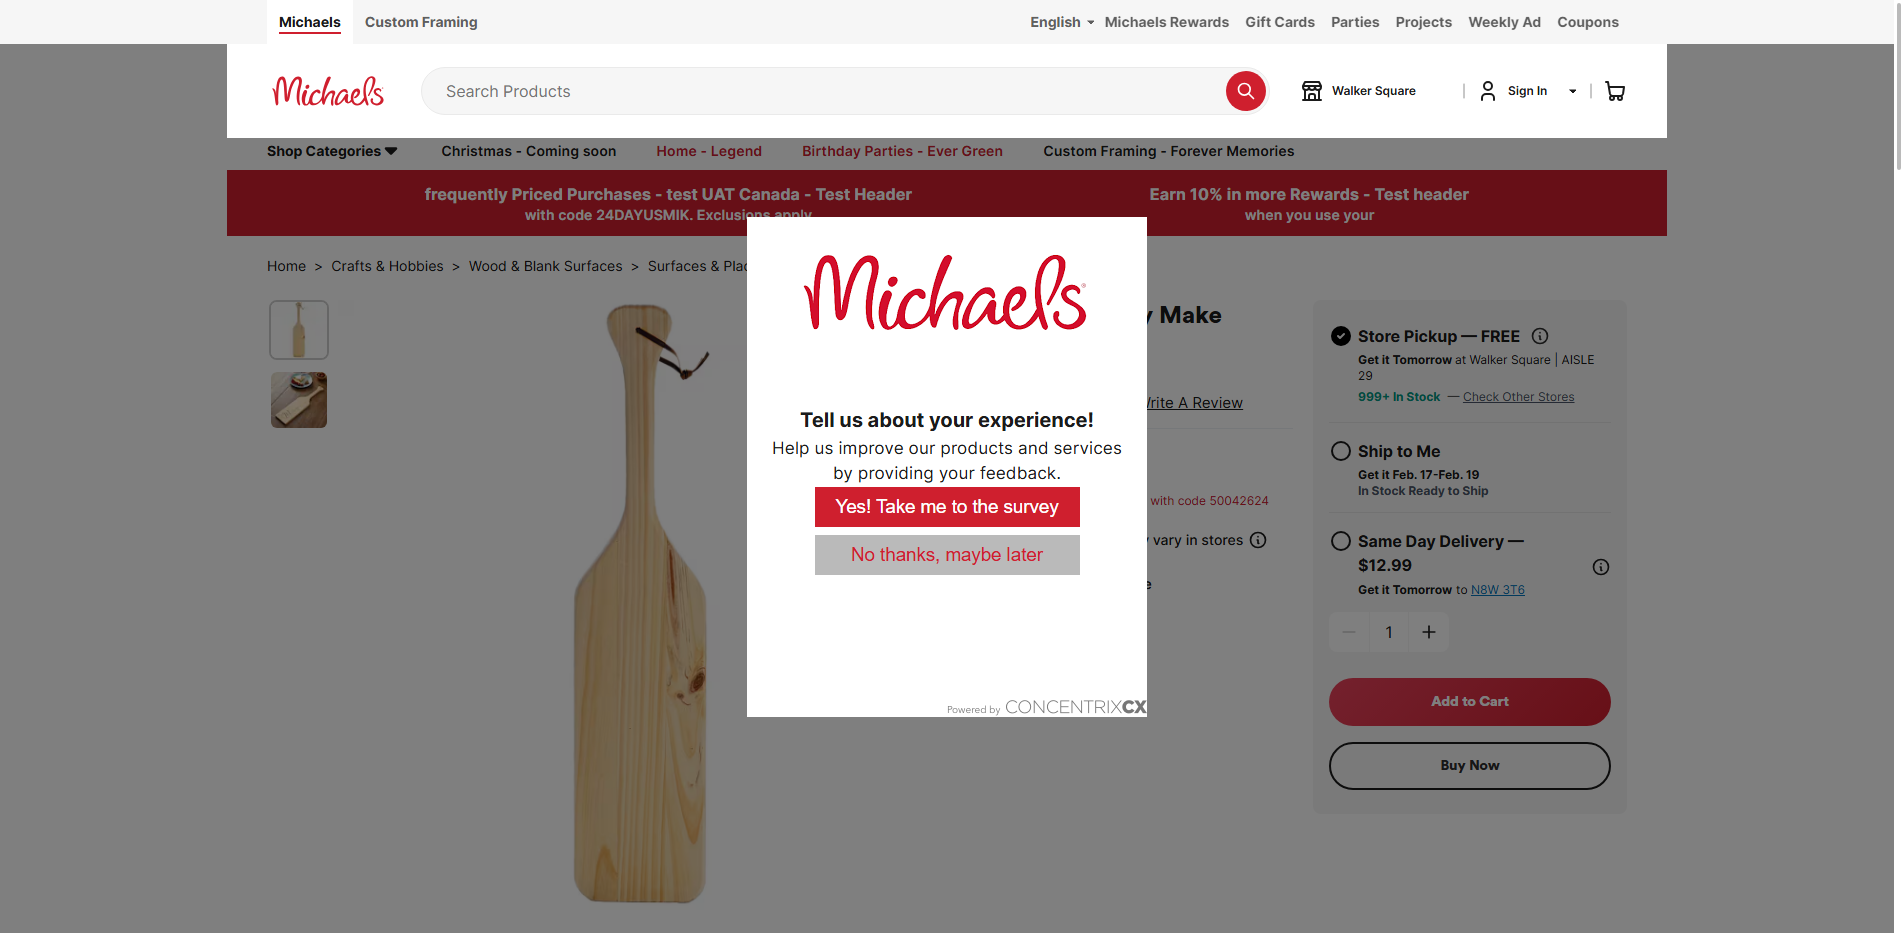 Michaels
Custom Framing
English
Michaels Rewards
Gift Cards
Parties
Projects
Weekly Ad
Coupons
Michaels
Search Products
Walker Square
Sign In
Shop Categories
Christmas - Coming soon
Home - Legend
Birthday Parties - Ever Green
Custom Framing - Forever Memories
frequently Priced Purchases - test UAT Canada - Test Header
with code 24DAYUSMIK. Exclusions apply
Earn 10% in more Rewards - Test header
when you use your
Home > Crafts & Hobbies > Wood & Blank Surfaces > Surfaces &
Make
Write A Review
with code 50042624
vary in stores
Michaels
Tell us about your experience!
Help us improve our products and services
by providing your feedback.
Yes! Take me to the survey
No thanks, maybe later
Powered by CONCENTRIXCX
Store Pickup — FREE
Get it Tomorrow at Walker Square | AISLE
29
999+ In Stock — Check Other Stores
Ship to Me
Get it Feb. 17-Feb. 19
In Stock Ready to Ship
Same Day Delivery —
$12.99
Get it Tomorrow to N8W 3T6
1
Add to Cart
Buy Now